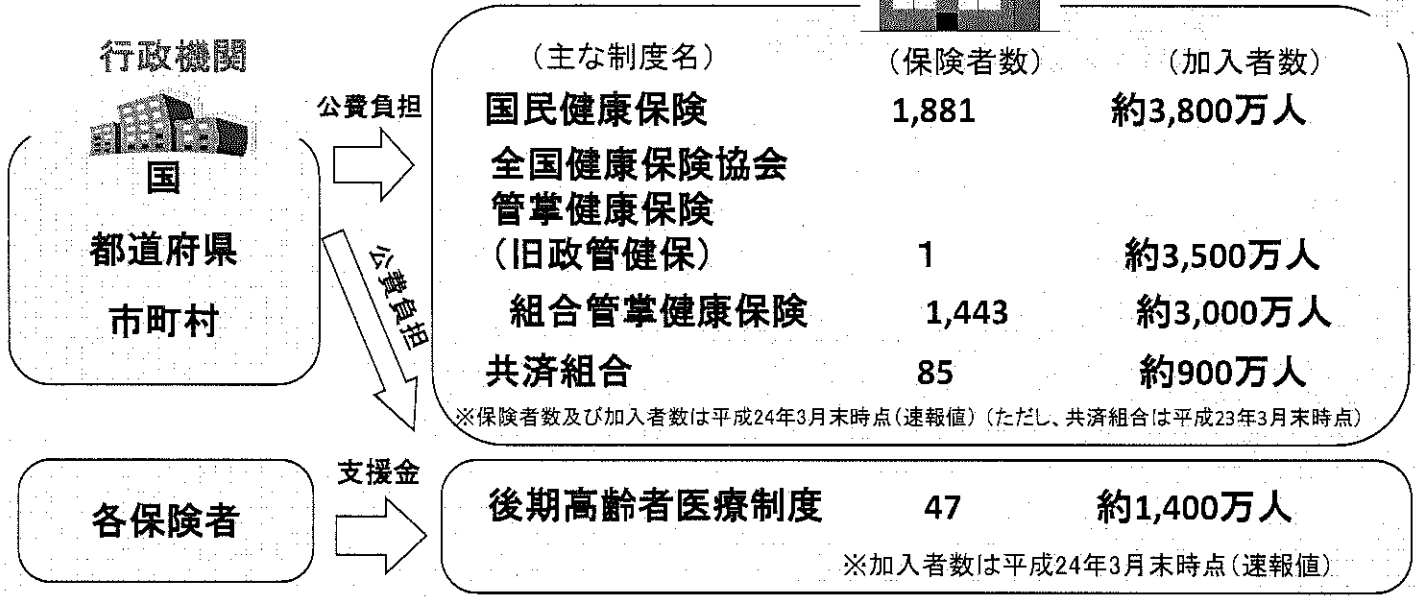 行政機関
国
都道府県
市町村
公費負担
公費負担
(主な制度名) (保険者数) (加入者数)
国民健康保険 1,881 約3,800万人
全国健康保険協会
管掌健康保険
(旧政管健保) 1 約3,500万人
組合管掌健康保険 1,443 約3,000万人
共済組合 85 約900万人
※保険者数及び加入者数は平成24年3月末時点(速報値)(ただし、共済組合は平成23年3月末時点)
各保険者
支援金
後期高齢者医療制度 47 約1,400万人
※加入者数は平成24年3月末時点(速報値)